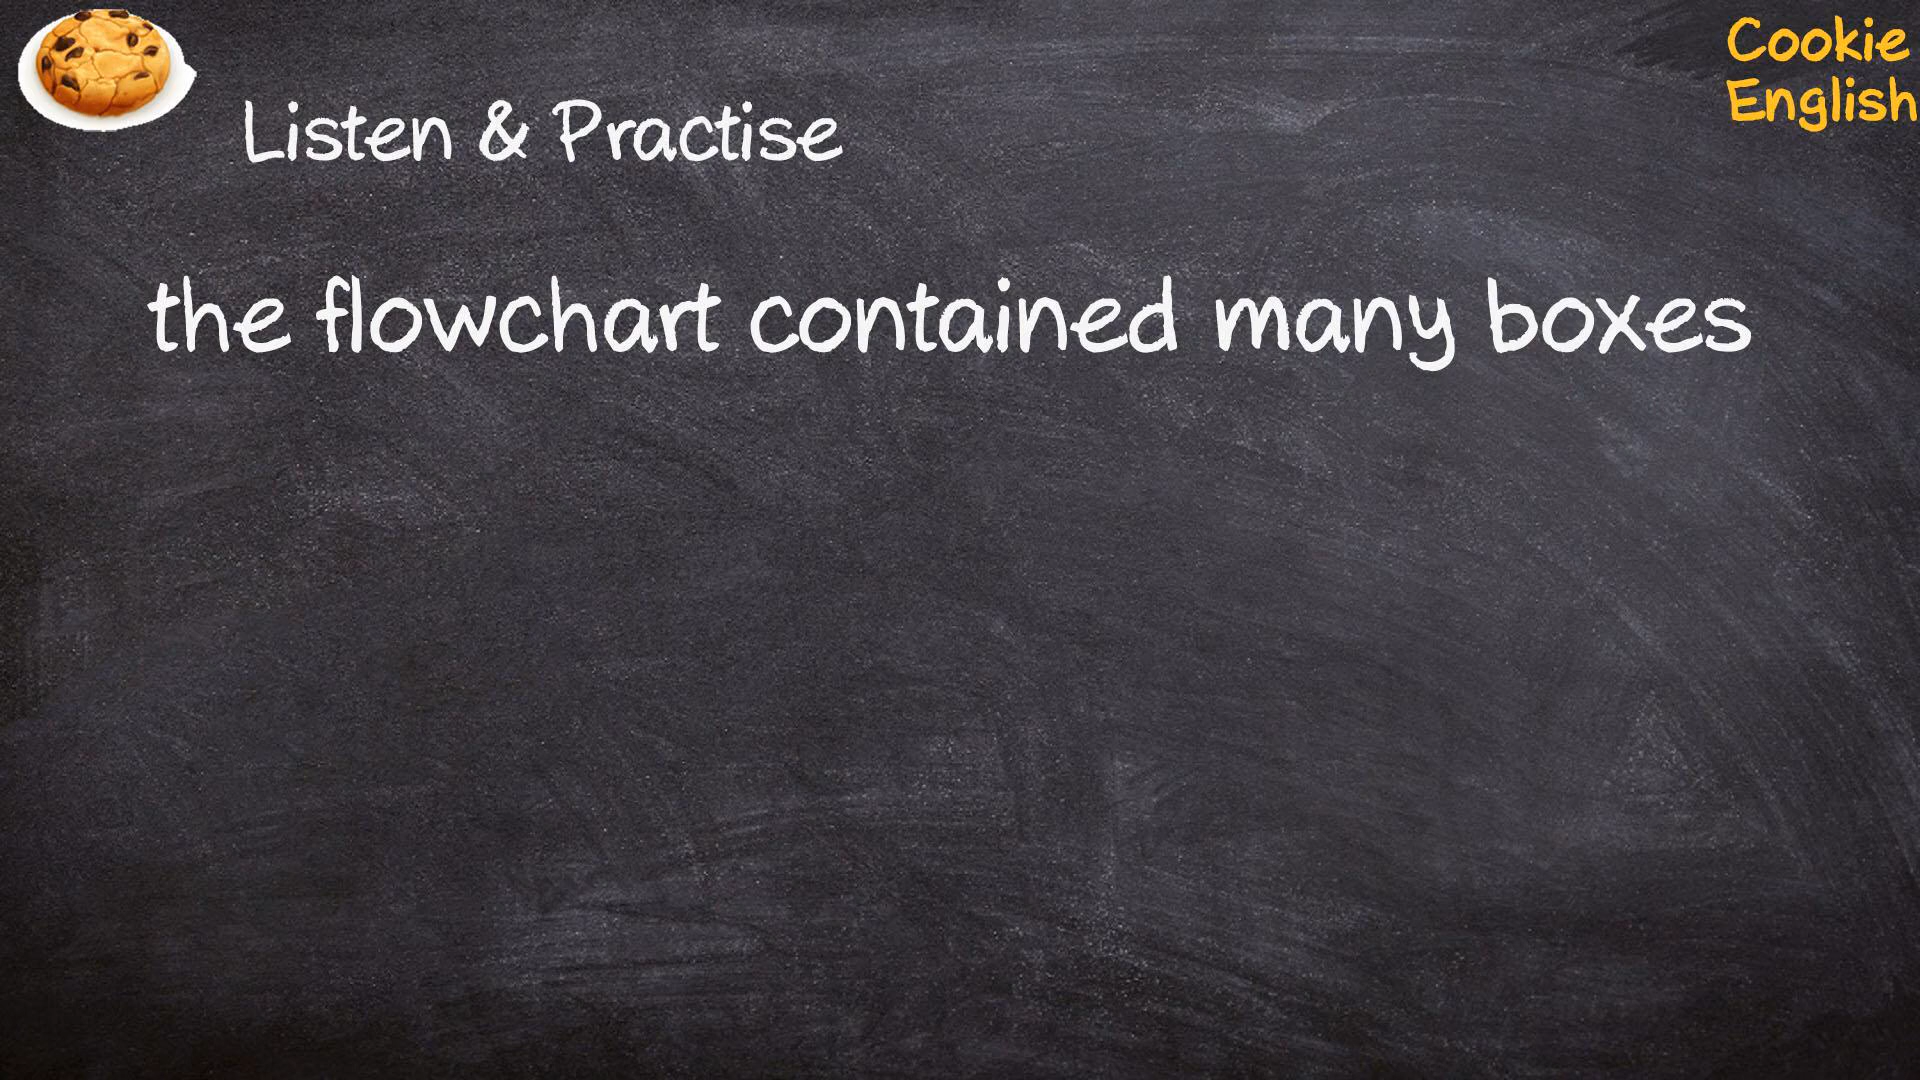 Cookie
English
Listen & Practise
the flowchart contained many boxes